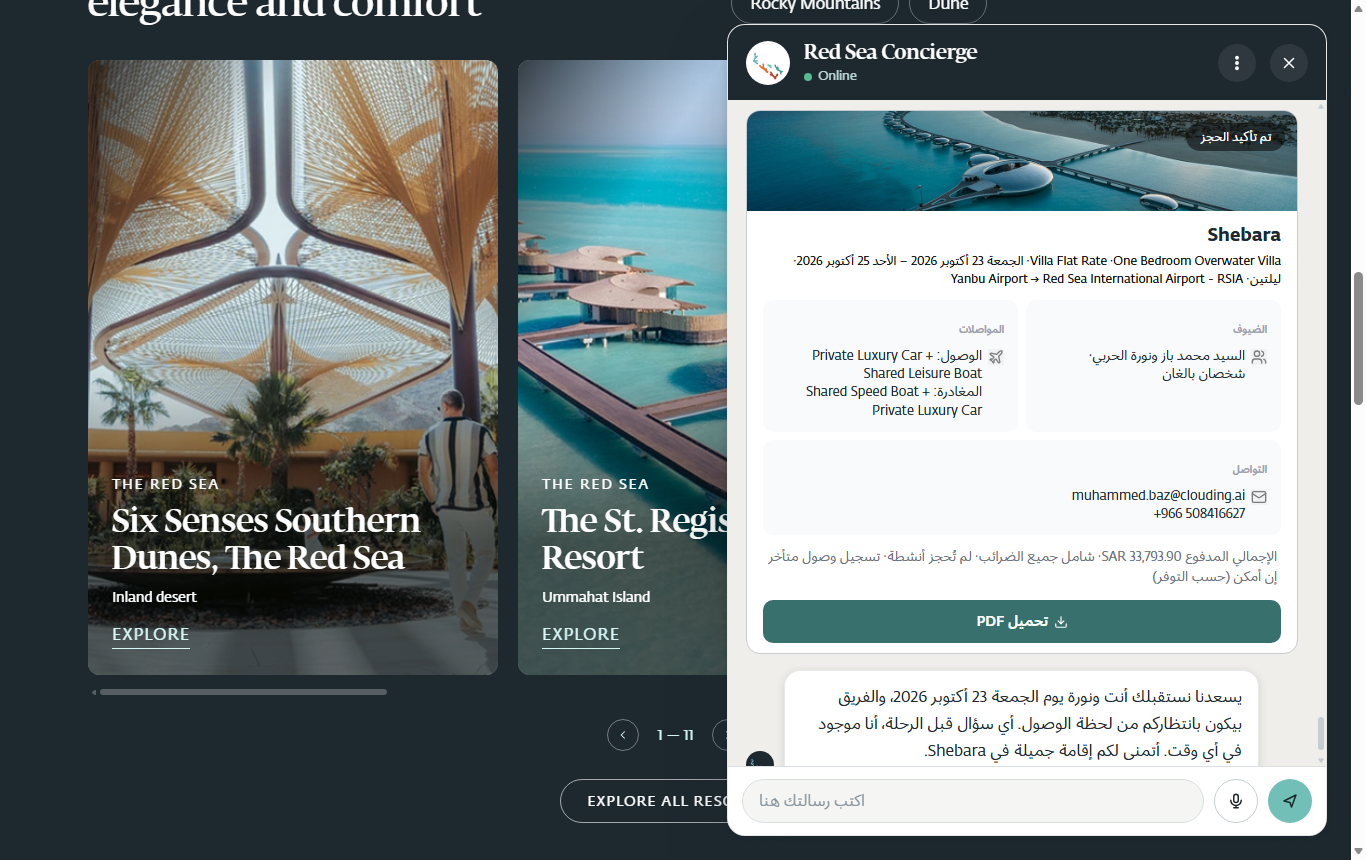 elegance and comfort
Rocky Mountains
Dune
THE RED SEA
Six Senses Southern
Dunes, The Red Sea
Inland desert
EXPLORE
THE RED SEA
The St. Regis
Resort
Ummahat Island
EXPLORE
1 — 11
EXPLORE ALL RESO
Red Sea Concierge
Online
تم تأكيد الحجز
Shebara
One Bedroom Overwater Villa · Villa Flat Rate · الجمعة 23 أكتوبر 2026 – الأحد 25 أكتوبر 2026 ·
ليلتين · Yanbu Airport → Red Sea International Airport - RSIA
الضيوف
السيد محمد باز ونورة الحربي ·
شخصان بالغان
المواصلات
الوصول: Private Luxury Car +
Shared Leisure Boat
المغادرة: Shared Speed Boat +
Private Luxury Car
التواصل
muhammed.baz@clouding.ai
+966 508416627
الإجمالي المدفوع SAR 33,793.90 · شامل جميع الضرائب · لم تُحجز أنشطة · تسجيل وصول متأخر
إن أمكن (حسب التوفر)
تحميل PDF
يسعدنا نستقبلك أنت ونورة يوم الجمعة 23 أكتوبر 2026، والفريق
بيكون بانتظاركم من لحظة الوصول. أي سؤال قبل الرحلة، أنا موجود
في أي وقت. أتمنى لكم إقامة جميلة في Shebara.
اكتب رسالتك هنا